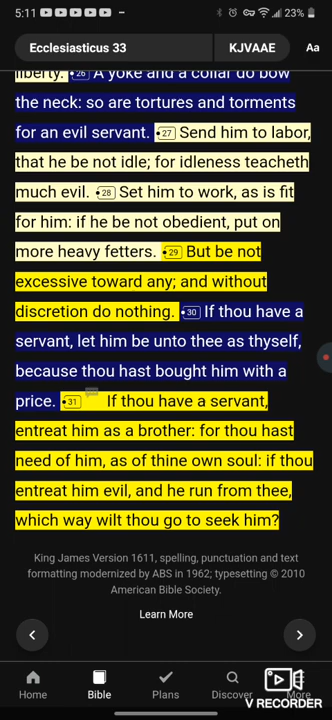 5:11
23%
Ecclesiasticus 33 KJVAAE Aa
liberty. 26 A yoke and a collar do bow
the neck: so are tortures and torments
for an evil servant. 27 Send him to labor,
that he be not idle; for idleness teacheth
much evil. 28 Set him to work, as is fit
for him: if he be not obedient, put on
more heavy fetters. 29 But be not
excessive toward any; and without
discretion do nothing. 30 If thou have a
servant, let him be unto thee as thyself,
because thou hast bought him with a
price. 31 If thou have a servant,
entreat him as a brother: for thou hast
need of him, as of thine own soul: if thou
entreat him evil, and he run from thee,
which way wilt thou go to seek him?
King James Version 1611, spelling, punctuation and text
formatting modernized by ABS in 1962; typesetting © 2010
American Bible Society.
Learn More
Home Bible Plans Discover More
V RECORDER